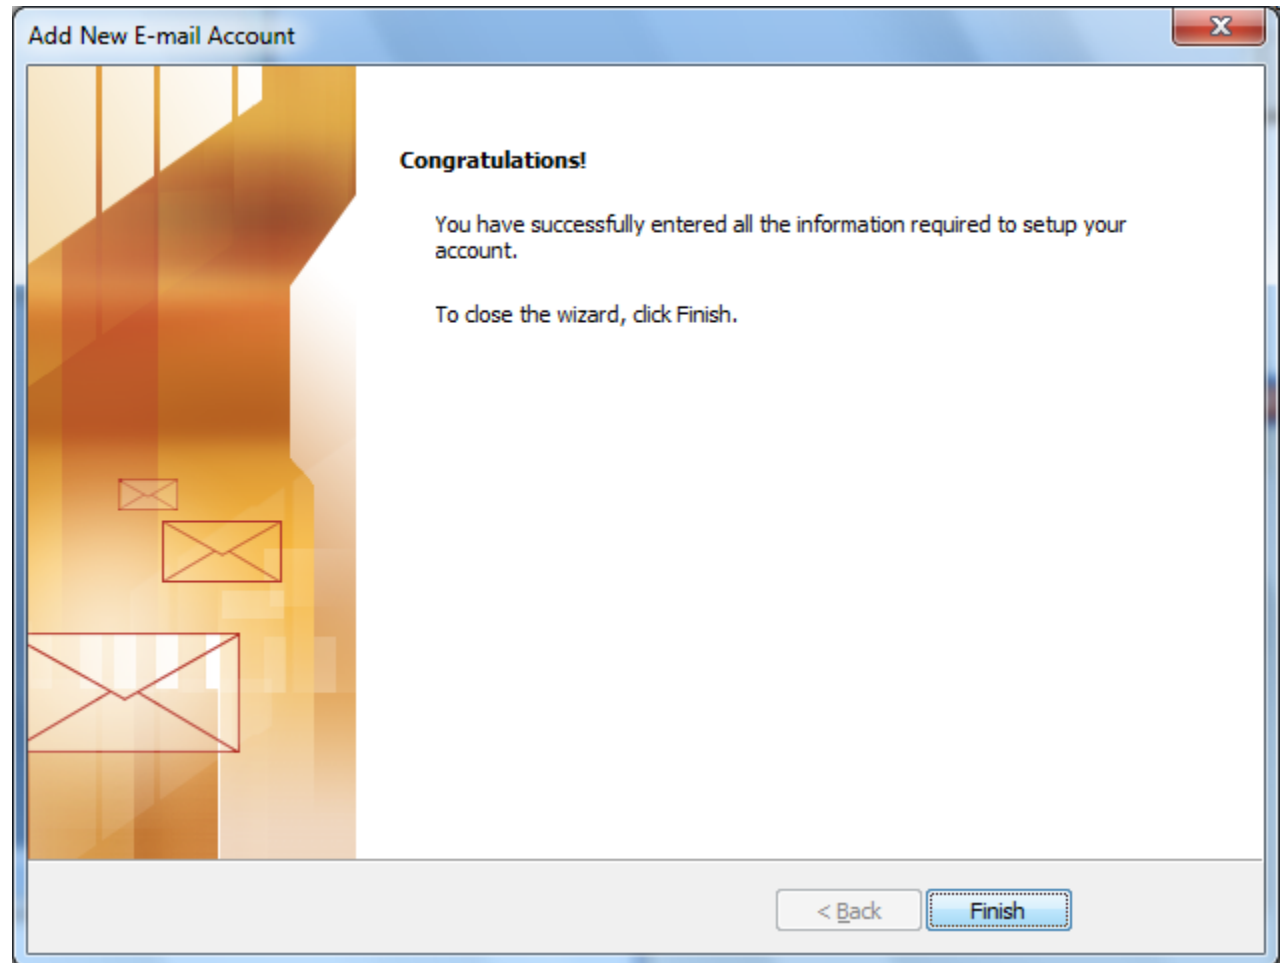 Add New E-mail Account
Congratulations!
You have successfully entered all the information required to setup your
account.
To close the wizard, click Finish.
< Back
Finish